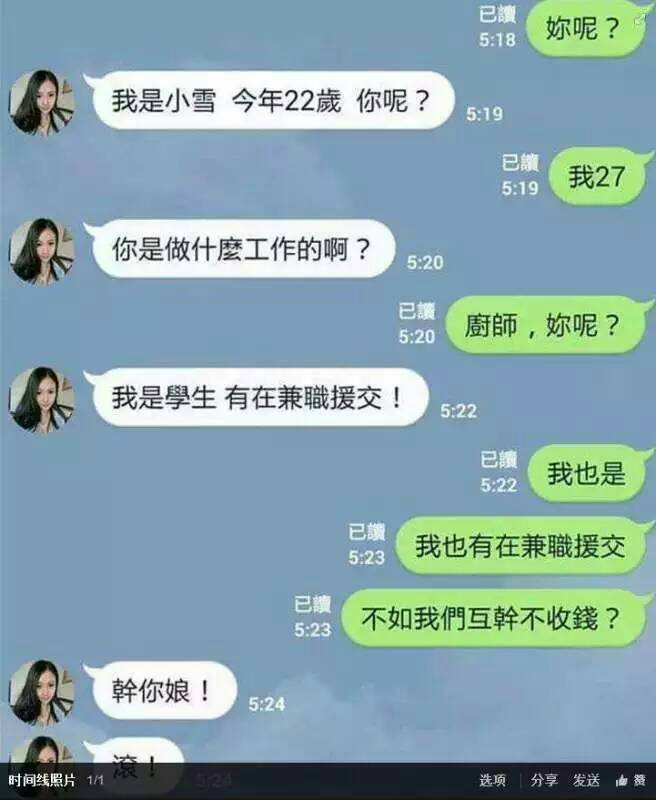 已讀
5:18
妳呢？
我是小雪 今年22歲 你呢？
5:19
已讀
5:19
我27
你是做什麼工作的啊？
5:20
已讀
5:20
廚師，妳呢？
我是學生 有在兼職援交！
5:22
已讀
5:22
我也是
已讀
5:23
我也有在兼職援交
已讀
5:23
不如我們互幹不收錢？
幹你娘！
5:24
滾！
5:24
时间线照片 1/1 选项 分享 发送 赞